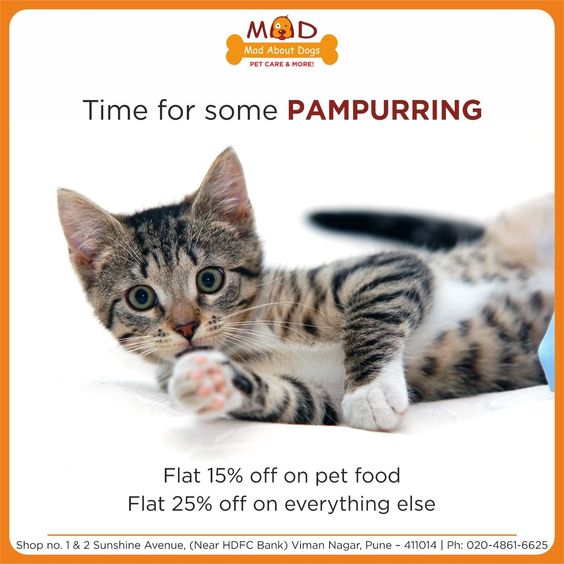 MAD
Mad About Dogs
PET CARE & MORE!
Time for some PAMPURRING
Flat 15% off on pet food
Flat 25% off on everything else
Shop no. 1 & 2 Sunshine Avenue, (Near HDFC Bank) Viman Nagar, Pune – 411014 | Ph: 020-4861-6625